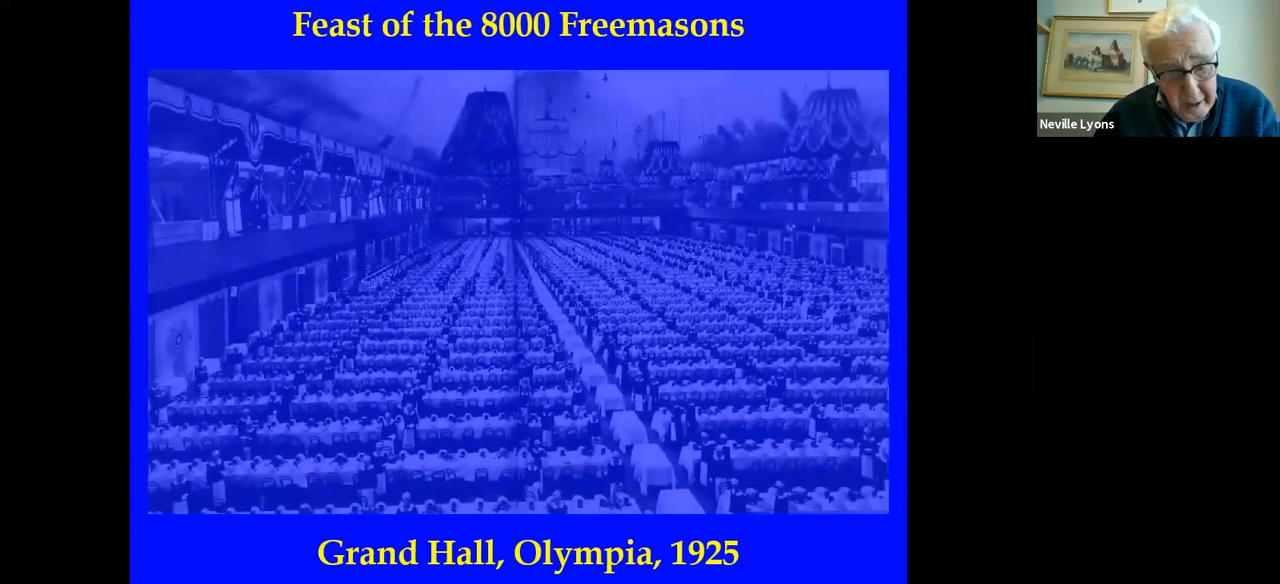 Feast of the 8000 Freemasons
Neville Lyons
Grand Hall, Olympia, 1925